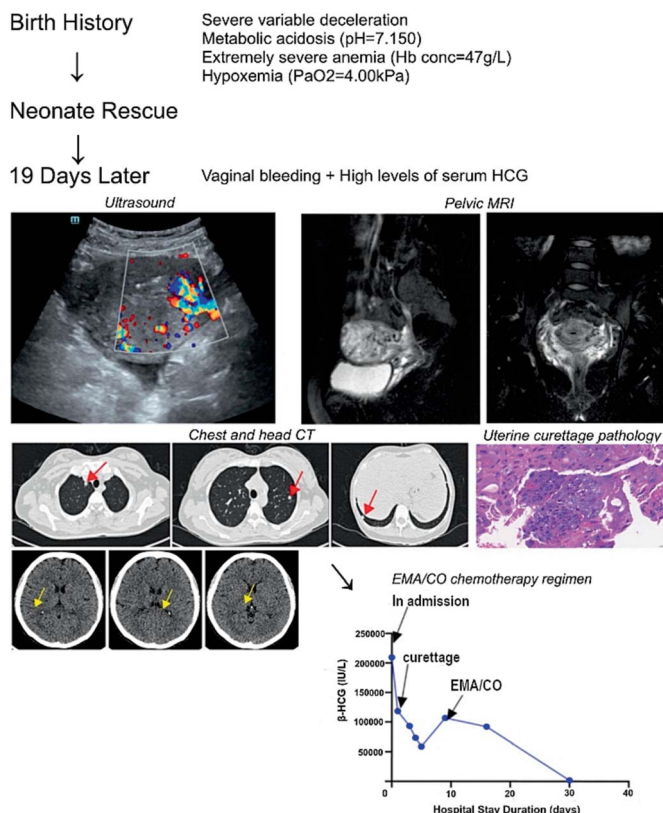 Birth History
Severe variable deceleration
Metabolic acidosis (pH=7.150)
Extremely severe anemia (Hb conc=47g/L)
Hypoxemia (PaO2=4.00kPa)
Neonate Rescue
19 Days Later
Vaginal bleeding + High levels of serum HCG
Ultrasound
Pelvic MRI
m
Chest and head CT
Uterine curettage pathology
EMA/CO chemotherapy regimen
In admission
curettage
EMA/CO
β-HCG (IU/L)
250000
200000
150000
100000
50000
0
10
20
30
40
Hospital Stay Duration (days)